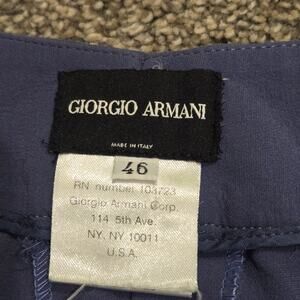 GIORGIO ARMANI
MADE IN ITALY
46
RN number 103723
Giorgio Armani Corp.
114 5th Ave.
NY. NY 10011
U.S.A.